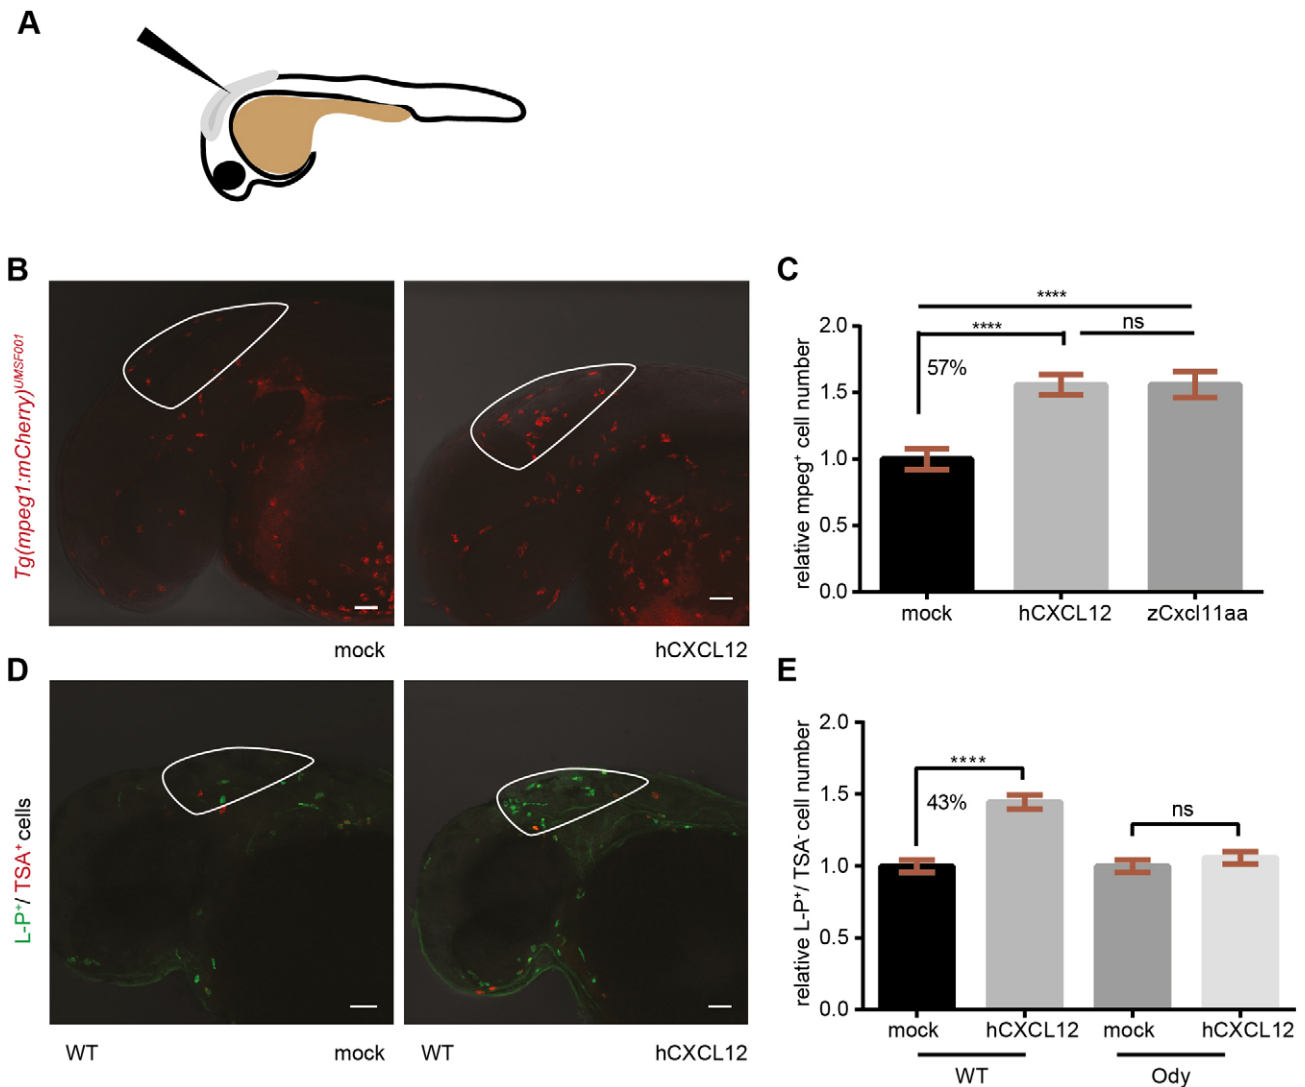 A
B
Tg(mpeg1:mCherry)UMSF001
mock
hCXCL12
C
relative mpeg+ cell number
2.0
1.5
1.0
0.5
0.0
****
****
ns
57%
mock
hCXCL12
zCxcl11aa
D
L-P+/ TSA+ cells
WT
mock
WT
hCXCL12
E
relative L-P+/ TSA- cell number
2.0
1.5
1.0
0.5
0.0
****
43%
ns
mock
hCXCL12
mock
hCXCL12
WT
Ody